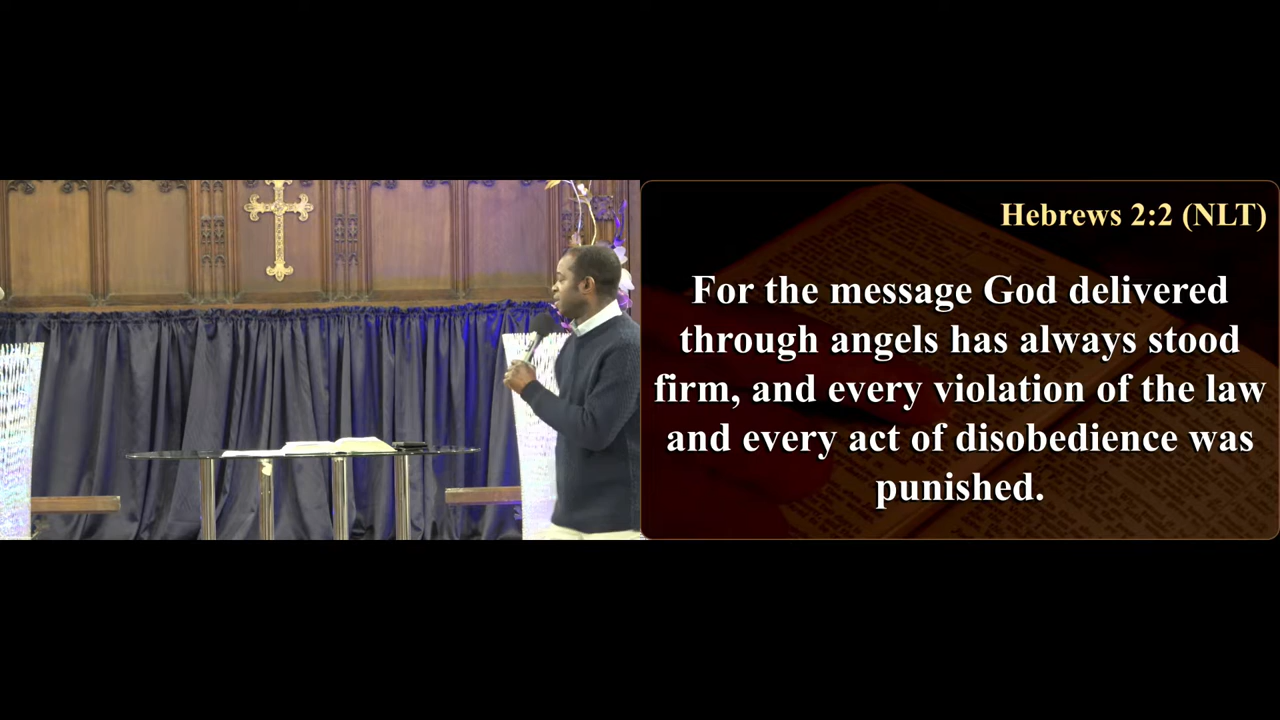 Hebrews 2:2 (NLT)
For the message God delivered
through angels has always stood
firm, and every violation of the law
and every act of disobedience was
punished.